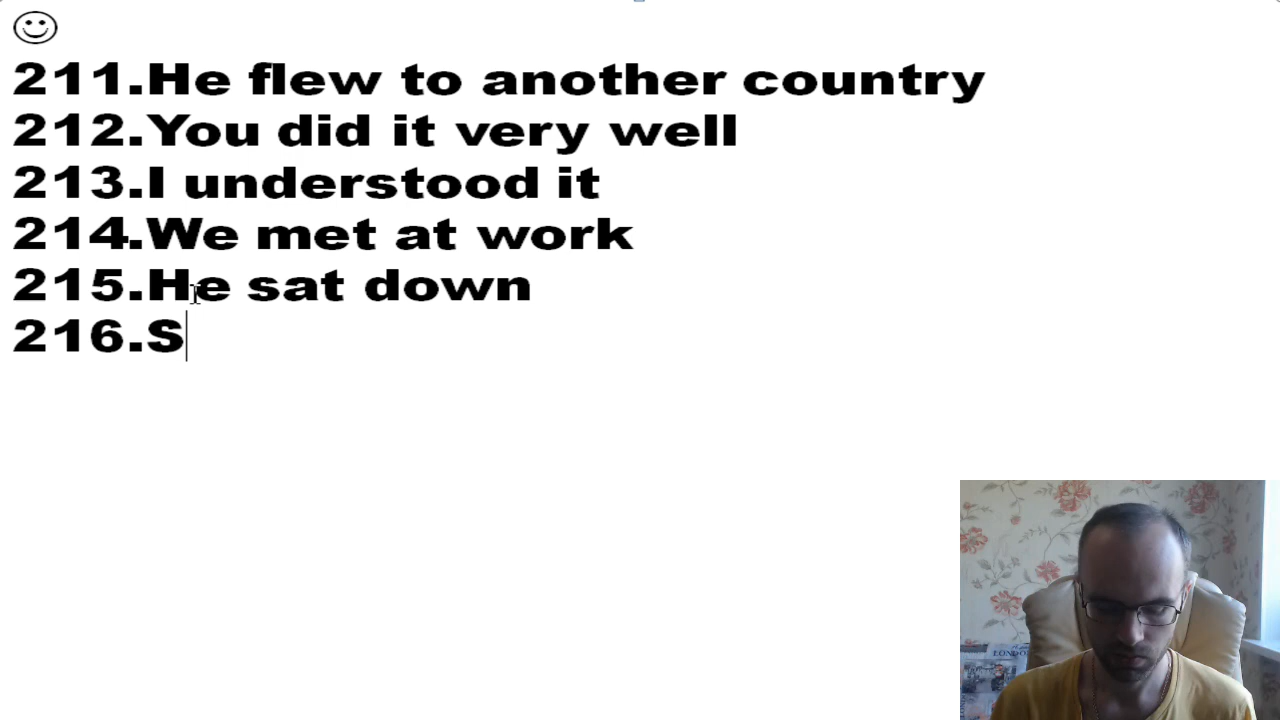 211.He flew to another country
212.You did it very well
213.I understood it
214.We met at work
215.He sat down
216.S
LONDON